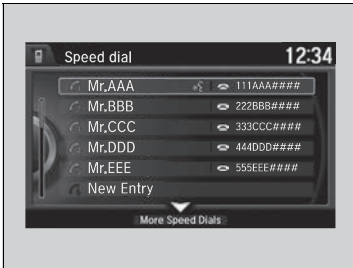 Speed dial 12:34
Mr.AAA 111AAA####
Mr.BBB 222BBB####
Mr.CCC 333CCC####
Mr.DDD 444DDD####
Mr.EEE 555EEE####
New Entry
More Speed Dials